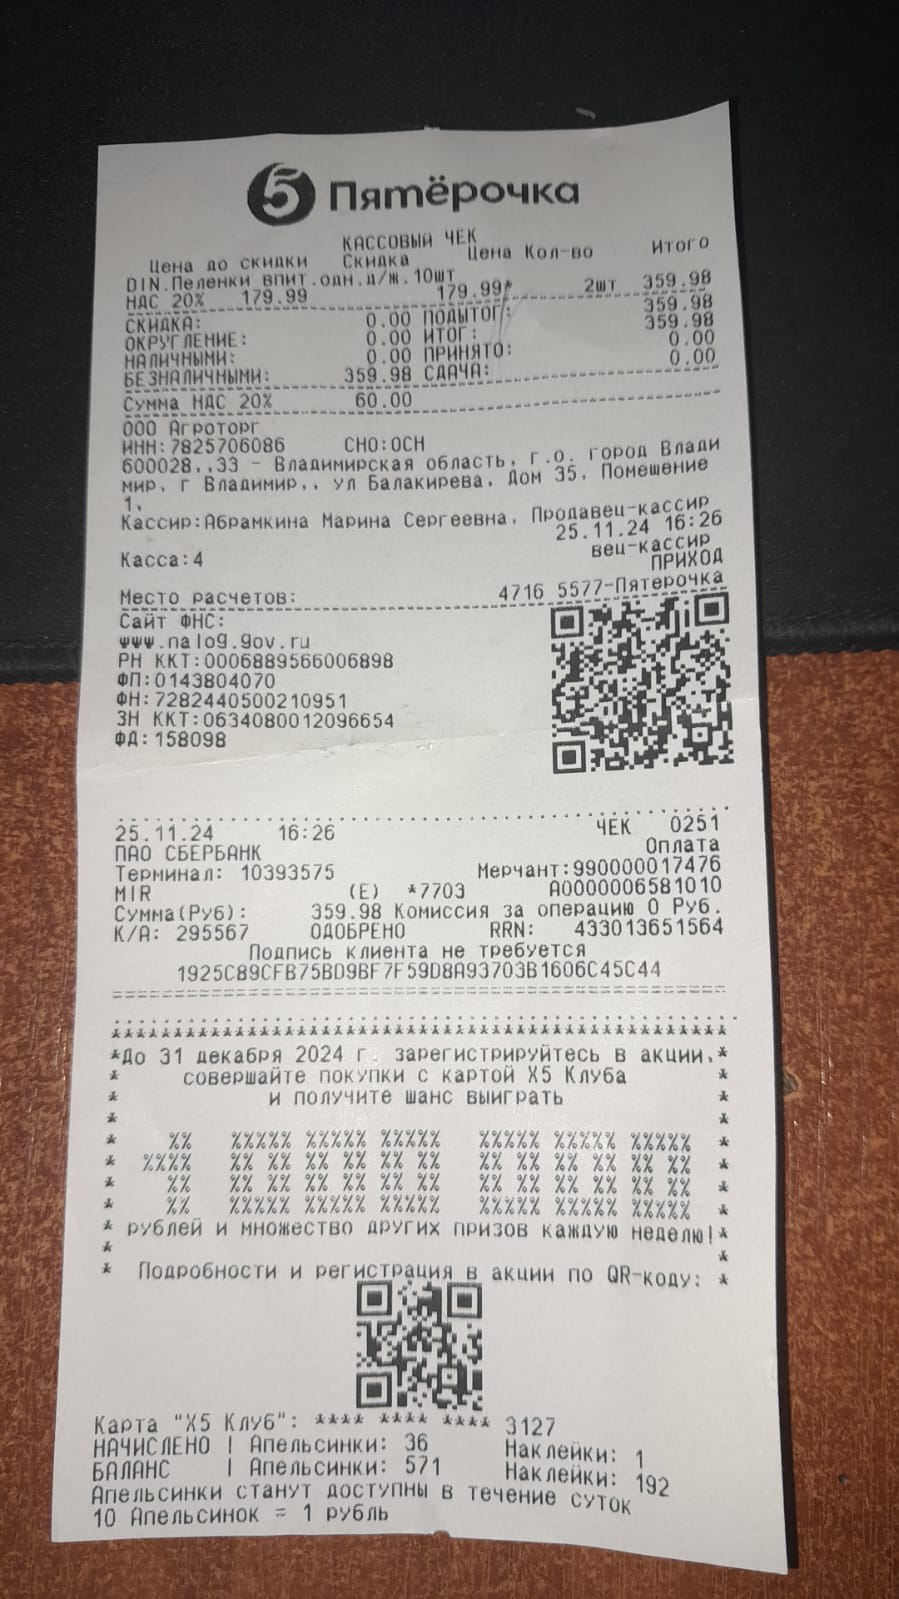 5 Пятёрочка
КАССОВЫЙ ЧЕК
Цена до скидки Скидка Цена Кол-во Итого
DIN.Пеленки впит.одн.д/ж.10шт
НДС 20% 179.99 179.99* 2шт 359.98
СКИДКА: 0.00 ПОДЫТОГ: 359.98
ОКРУГЛЕНИЕ: 0.00 ИТОГ: 359.98
НАЛИЧНЫМИ: 0.00 ПРИНЯТО: 0.00
БЕЗНАЛИЧНЫМИ: 359.98 СДАЧА: 0.00
Сумма НДС 20% 60.00
ООО Агроторг
ИНН:7825706086 СНО:ОСН
600028,,33 - Владимирская область, г.о. город Влади
мир, г Владимир,, ул Балакирева, Дом 35, Помещение
1,
Кассир:Абрамкина Марина Сергеевна, Продавец-кассир
25.11.24 16:26
вец-кассир
Касса:4 ПРИХОД
Место расчетов: 4716 5577-Пятерочка
Сайт ФНС:
www.nalog.gov.ru
РН ККТ:0006889566006898
ФП:0143804070
ФН:7282440500210951
ЗН ККТ:0634080012096654
ФД:158098
25.11.24 16:26 ЧЕК 0251
ПАО СБЕРБАНК Оплата
Терминал: 10393575 Мерчант:990000017476
MIR (E) *7703 A0000006581010
Сумма(Руб): 359.98 Комиссия за операцию 0 Руб.
К/А: 295567 ОДОБРЕНО RRN: 433013651564
Подпись клиента не требуется
1925C89CFB75BD9BF7F59D8A93703B1606C45C44
*До 31 декабря 2024 г. зарегистрируйтесь в акции,*
* совершайте покупки с картой X5 Клуба *
* и получите шанс выиграть *
1 000 000
* рублей и множество других призов каждую неделю!*
* Подробности и регистрация в акции по QR-коду: *
Карта "X5 Клуб": **** **** **** 3127
НАЧИСЛЕНО | Апельсинки: 36 Наклейки: 1
БАЛАНС | Апельсинки: 571 Наклейки: 192
Апельсинки станут доступны в течение суток
10 Апельсинок = 1 рубль